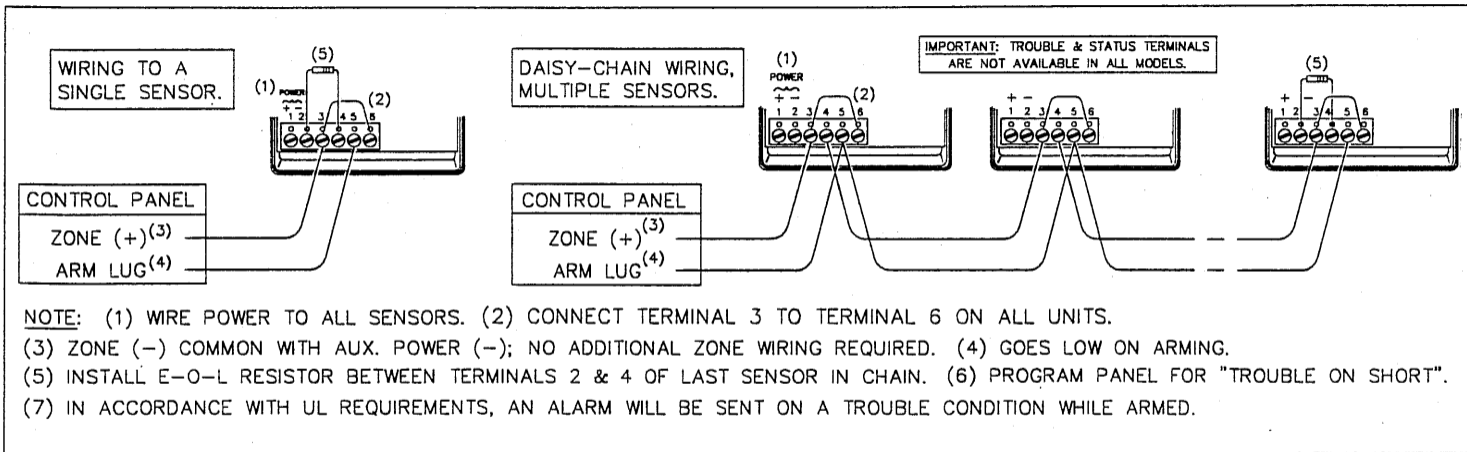 WIRING TO A
SINGLE SENSOR.
(5)
(1) POWER
+ −
1 2 3 4 5 6
(2)
CONTROL PANEL
ZONE (+)(3)
ARM LUG(4)
DAISY−CHAIN WIRING,
MULTIPLE SENSORS.
(1)
POWER
+ −
1 2 3 4 5 6
(2)
IMPORTANT: TROUBLE & STATUS TERMINALS
ARE NOT AVAILABLE IN ALL MODELS.
+ −
1 2 3 4 5 6
(5)
+ −
1 2 3 4 5 6
CONTROL PANEL
ZONE (+)(3)
ARM LUG(4)
NOTE: (1) WIRE POWER TO ALL SENSORS. (2) CONNECT TERMINAL 3 TO TERMINAL 6 ON ALL UNITS.
(3) ZONE (−) COMMON WITH AUX. POWER (−); NO ADDITIONAL ZONE WIRING REQUIRED. (4) GOES LOW ON ARMING.
(5) INSTALL E−O−L RESISTOR BETWEEN TERMINALS 2 & 4 OF LAST SENSOR IN CHAIN. (6) PROGRAM PANEL FOR "TROUBLE ON SHORT".
(7) IN ACCORDANCE WITH UL REQUIREMENTS, AN ALARM WILL BE SENT ON A TROUBLE CONDITION WHILE ARMED.